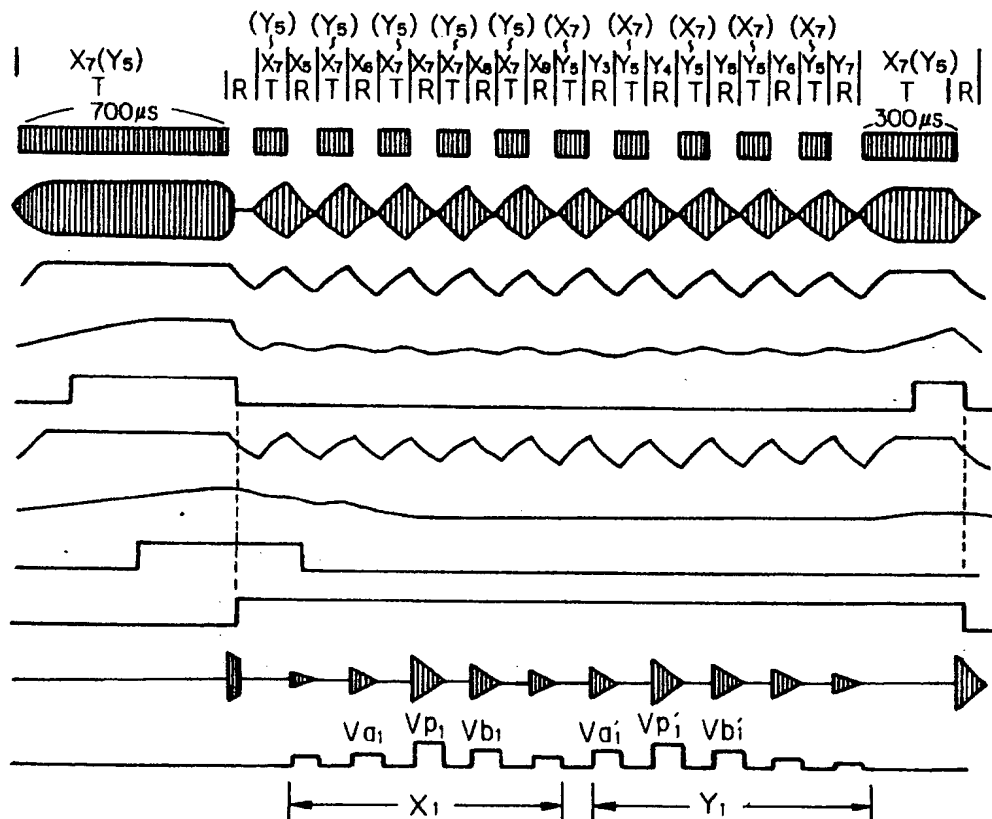 (Y₅) (Y₅) (Y₅) (Y₅) (Y₅) (X₇) (X₇) (X₇) (X₇) (X₇)
X₇(Y₅) X₇ X₅ X₇ X₆ X₇ X₇ X₇ X₈ X₇ X₉ Y₅ Y₃ Y₅ Y₄ Y₅ Y₅ Y₅ Y₆ Y₅ Y₇ X₇(Y₅)
T R T R T R T R T R T R T R T R T R T R T R T R
700μs 300μs
Va₁ Vp₁ Vb₁ Va₁′ Vp₁′ Vb₁′
X₁ Y₁